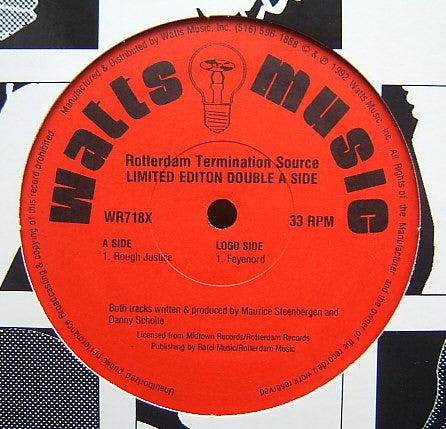 Manufactured & Distributed by Watts Music, Inc. (516) 596-1888 © & ℗ 1992 Watts Music, Inc. All Rights of the Manufacturer and the owner of the recorded work reserved
Unauthorized public performance Broadcasting & copying of this record prohibited.
Watts Music
Rotterdam Termination Source
LIMITED EDITON DOUBLE A SIDE
WR718X
33 RPM
A SIDE
1. Rough Justice
LOGO SIDE
1. Feyenord
Both tracks written & produced by Maurice Steenbergen and
Danny Scholte
Licensed from Midtown Records/Rotterdam Records
Publishing by Ratel Music/Rotterdam Music